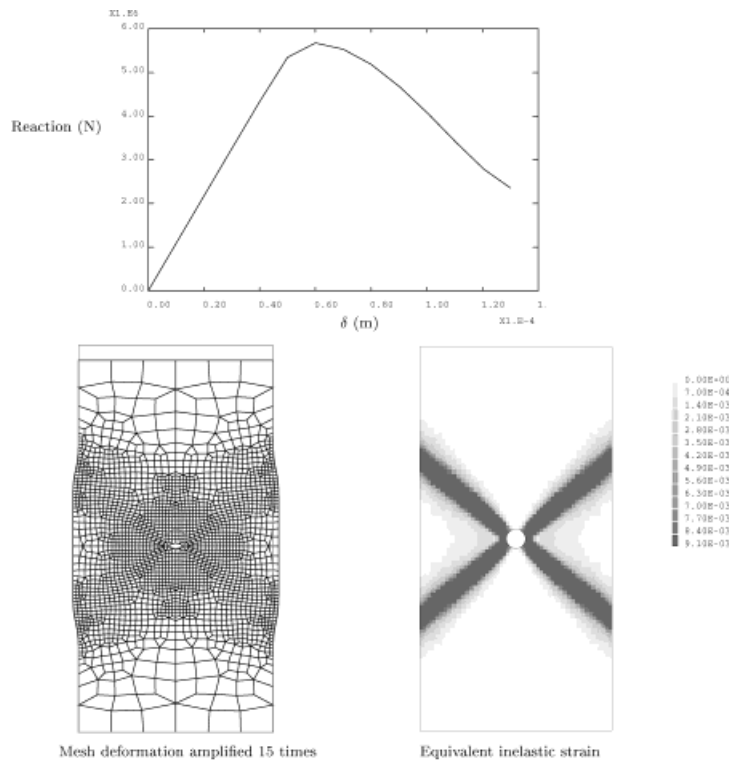 X1.E6
6.00
5.00
Reaction (N)
4.00
3.00
2.00
1.00
0.00
0.00 0.20 0.40 0.60 0.80 1.00 1.20 1.
δ (m)
X1.E-4
0.00E+00
7.00E-04
1.40E-03
2.10E-03
2.80E-03
3.50E-03
4.20E-03
4.90E-03
5.60E-03
6.30E-03
7.00E-03
7.70E-03
8.40E-03
9.10E-03
Mesh deformation amplified 15 times
Equivalent inelastic strain